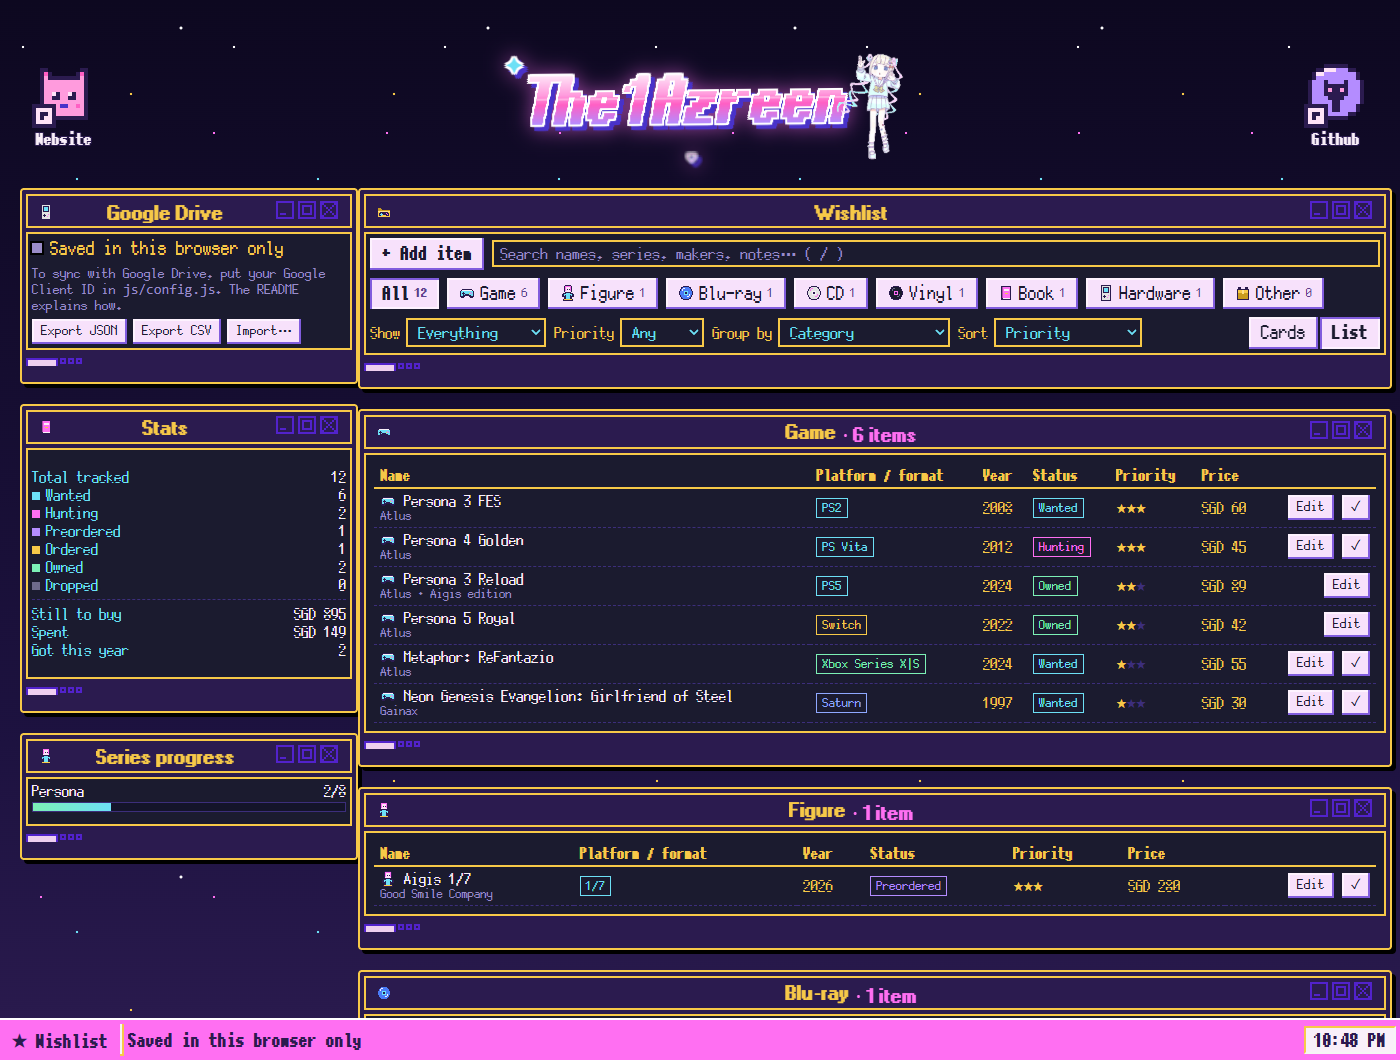 The1Azreen
Website
Github
Google Drive
Saved in this browser only
To sync with Google Drive, put your Google
Client ID in js/config.js. The README
explains how.
Export JSON Export CSV Import…
Stats
Total tracked 12
Wanted 6
Hunting 2
Preordered 1
Ordered 1
Owned 2
Dropped 0
Still to buy SGD 895
Spent SGD 149
Got this year 2
Series progress
Persona 2/8
Wishlist
+ Add item Search names, series, makers, notes… ( / )
All 12 Game 6 Figure 1 Blu-ray 1 CD 1 Vinyl 1 Book 1 Hardware 1 Other 0
Show Everything Priority Any Group by Category Sort Priority Cards List
Game · 6 items
Name Platform / format Year Status Priority Price
Persona 3 FES PS2 2008 Wanted ★★★ SGD 60 Edit ✓
Atlus
Persona 4 Golden PS Vita 2012 Hunting ★★★ SGD 45 Edit ✓
Atlus
Persona 3 Reload PS5 2024 Owned ★★★ SGD 89 Edit
Atlus • Aigis edition
Persona 5 Royal Switch 2022 Owned ★★★ SGD 42 Edit
Atlus
Metaphor: ReFantazio Xbox Series X|S 2024 Wanted ★★★ SGD 55 Edit ✓
Atlus
Neon Genesis Evangelion: Girlfriend of Steel Saturn 1997 Wanted ★★★ SGD 30 Edit ✓
Gainax
Figure · 1 item
Name Platform / format Year Status Priority Price
Aigis 1/7 1/7 2026 Preordered ★★★ SGD 280 Edit ✓
Good Smile Company
Blu-ray · 1 item
★ Wishlist Saved in this browser only 10:48 PM